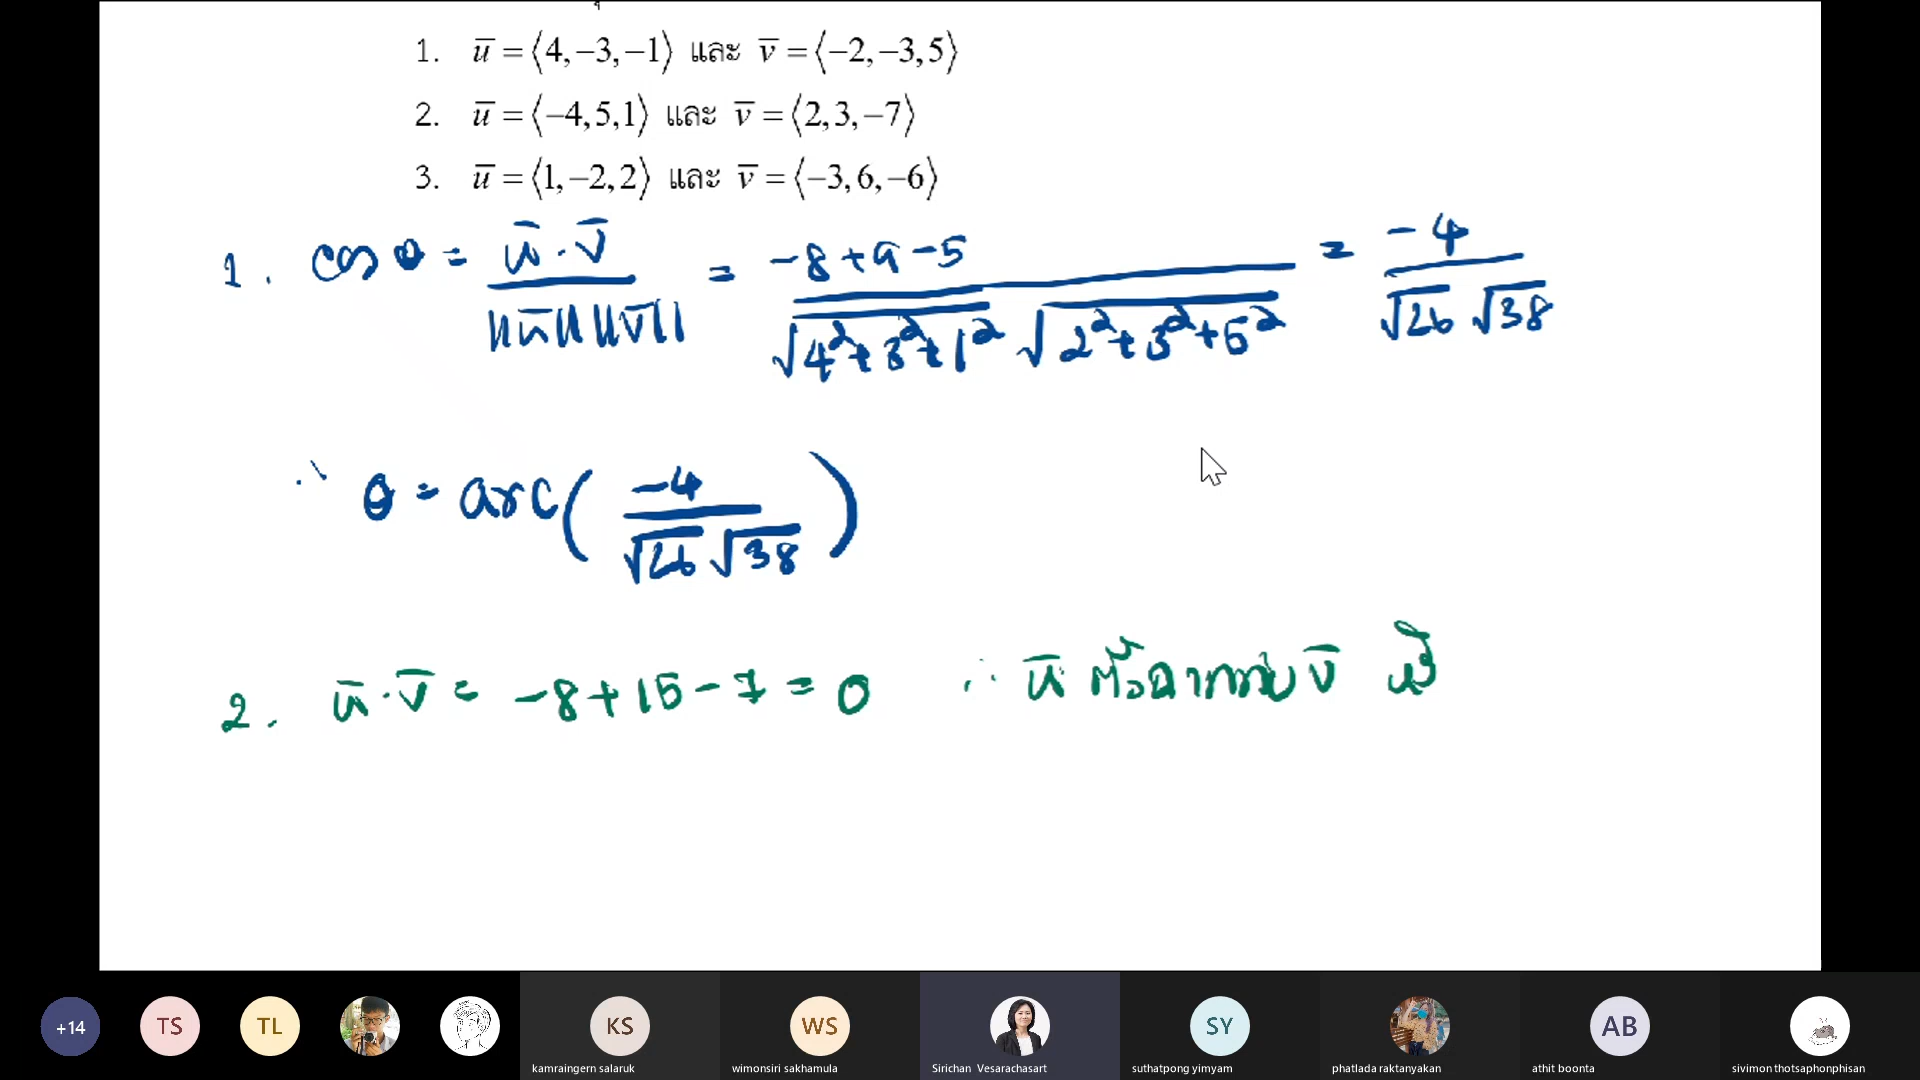 1. u̅ = ⟨4,−3,−1⟩ และ v̅ = ⟨−2,−3,5⟩
2. u̅ = ⟨−4,5,1⟩ และ v̅ = ⟨2,3,−7⟩
3. u̅ = ⟨1,−2,2⟩ และ v̅ = ⟨−3,6,−6⟩
1. cos θ = u̅·v̅ / ‖u̅‖‖v̅‖ = −8+9−5 / √(4²+3²+1²) √(2²+3²+5²) = −4 / √26 √38
∴ θ = arc( −4 / √26 √38 )
2. u̅·v̅ = −8+15−7 = 0 ∴ u̅ ตั้งฉากกับ v̅
+14 TS TL KS WS SY AB
kamraingern salaruk wimonsiri sakhamula Sirichan Vesarachasart suthatpong yimyam phatlada raktanyakan athit boonta sivimon thotsaphonphisan